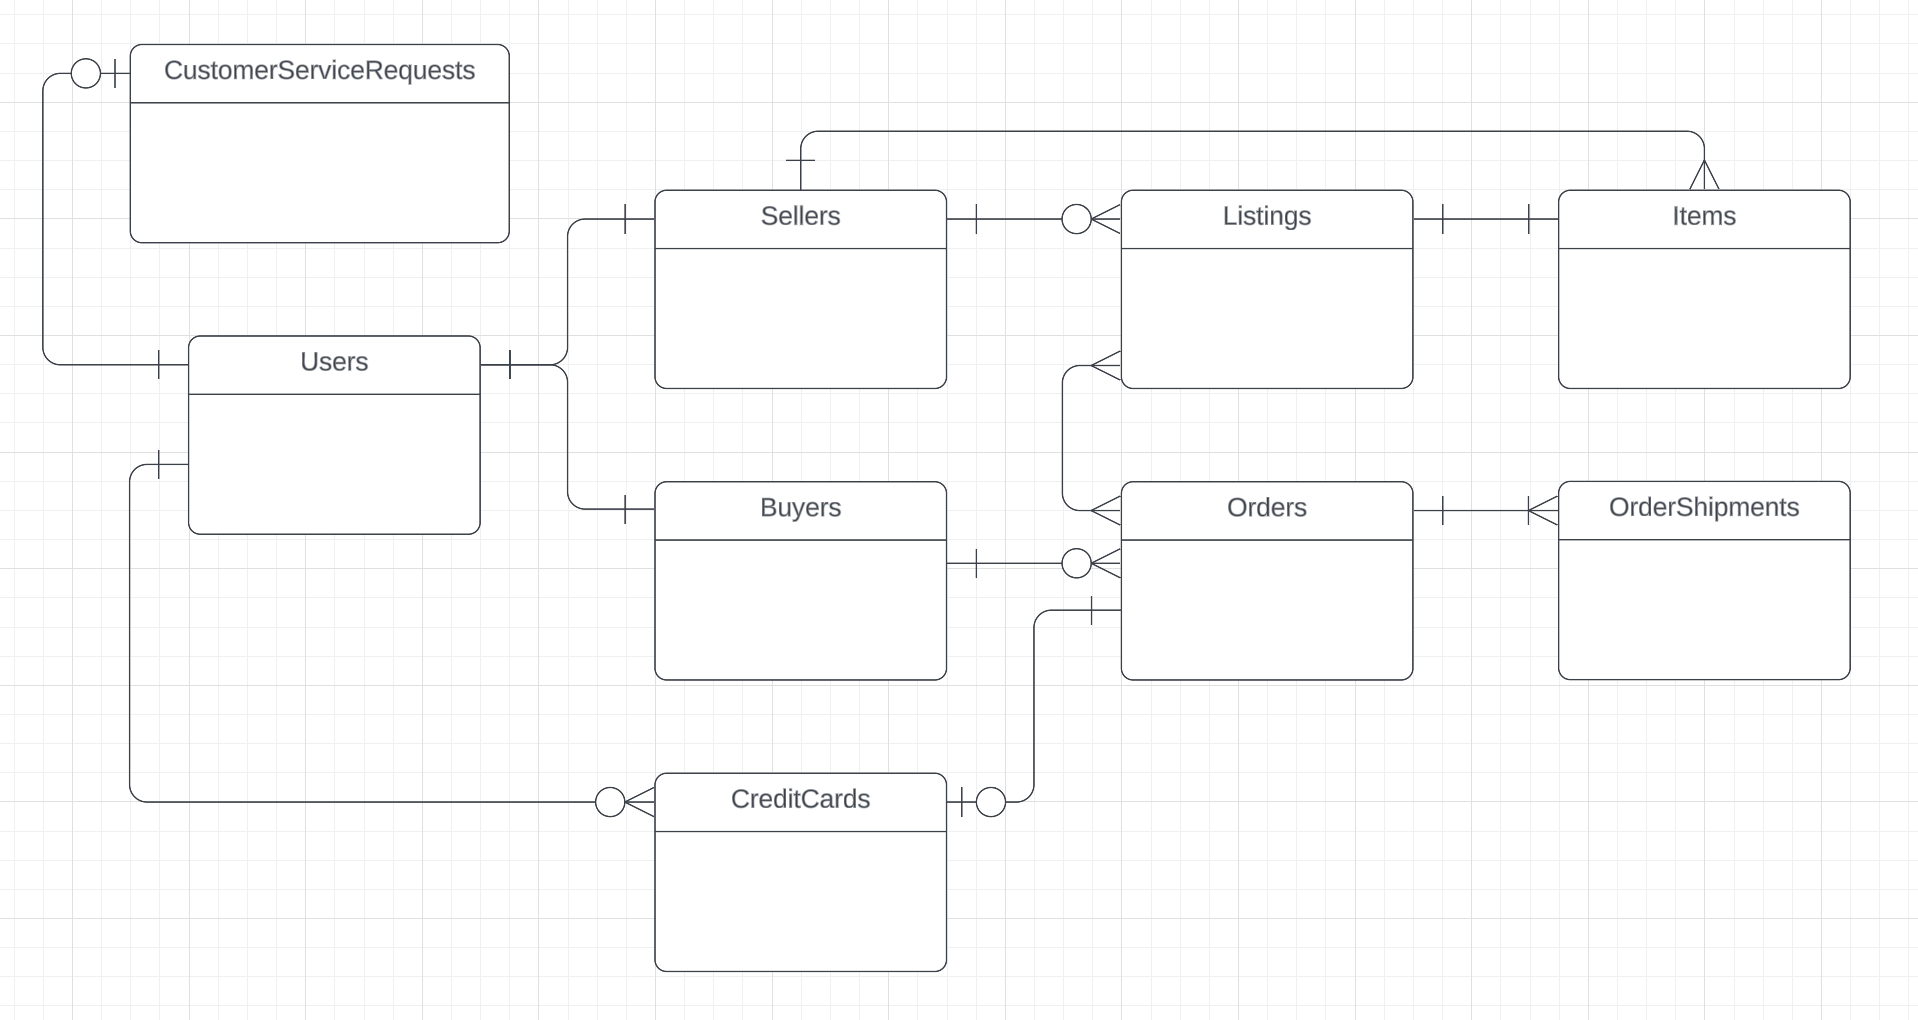 CustomerServiceRequests
Sellers
Listings
Items
Users
Buyers
Orders
OrderShipments
CreditCards